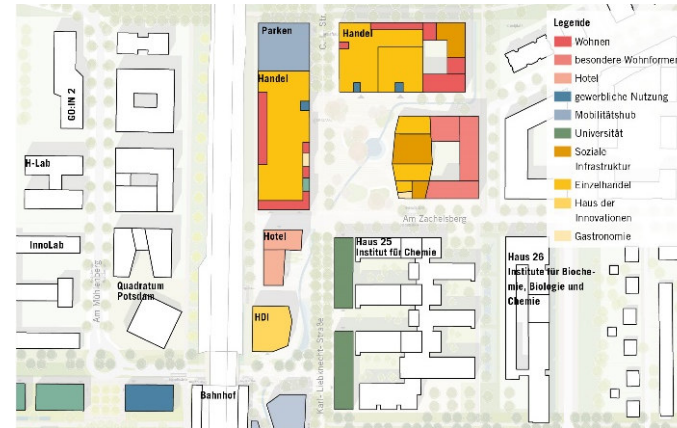 Parken
Handel
Handel
C.-v.-Str.
GO:IN 2
H-Lab
InnoLab
Am Mühlenberg
Quadratum
Potsdam
Hotel
HDI
Bahnhof
Karl-Liebknecht-Straße
Am Zachelsberg
Haus 25
Institut für Chemie
Haus 26
Institute für Bioche-
mie, Biologie und
Chemie
Legende
Wohnen
besondere Wohnformen
Hotel
gewerbliche Nutzung
Mobilitätshub
Universität
Soziale
Infrastruktur
Einzelhandel
Haus der
Innovationen
Gastronomie